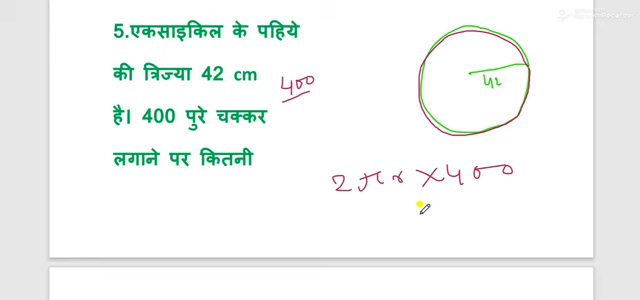 5.एकसाइकिल के पहिये
की त्रिज्या 42 cm
400
है। 400 पुरे चक्कर
लगाने पर कितनी
42
2πr × 400